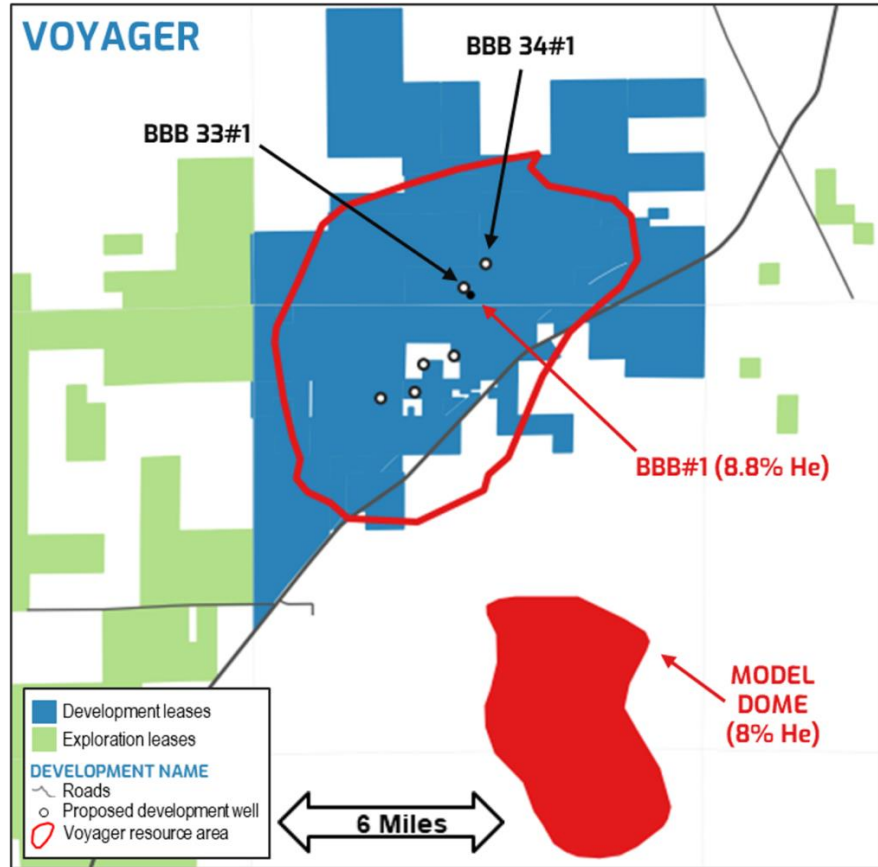 VOYAGER
BBB 34#1
BBB 33#1
BBB#1 (8.8% He)
MODEL
DOME
(8% He)
Development leases
Exploration leases
DEVELOPMENT NAME
Roads
Proposed development well
Voyager resource area
6 Miles